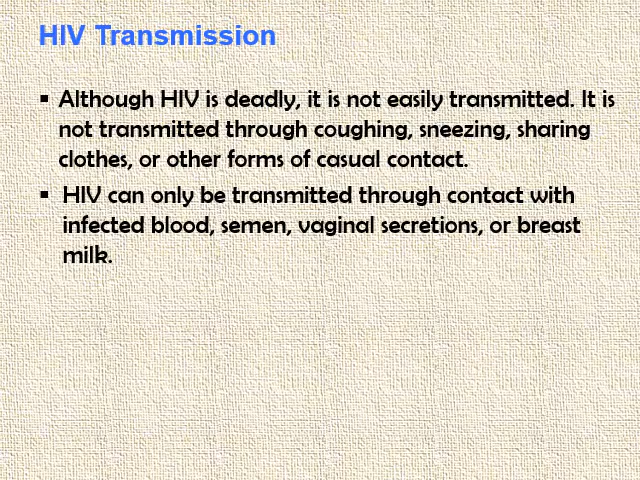 HIV Transmission
▪ Although HIV is deadly, it is not easily transmitted. It is
not transmitted through coughing, sneezing, sharing
clothes, or other forms of casual contact.
▪ HIV can only be transmitted through contact with
infected blood, semen, vaginal secretions, or breast
milk.